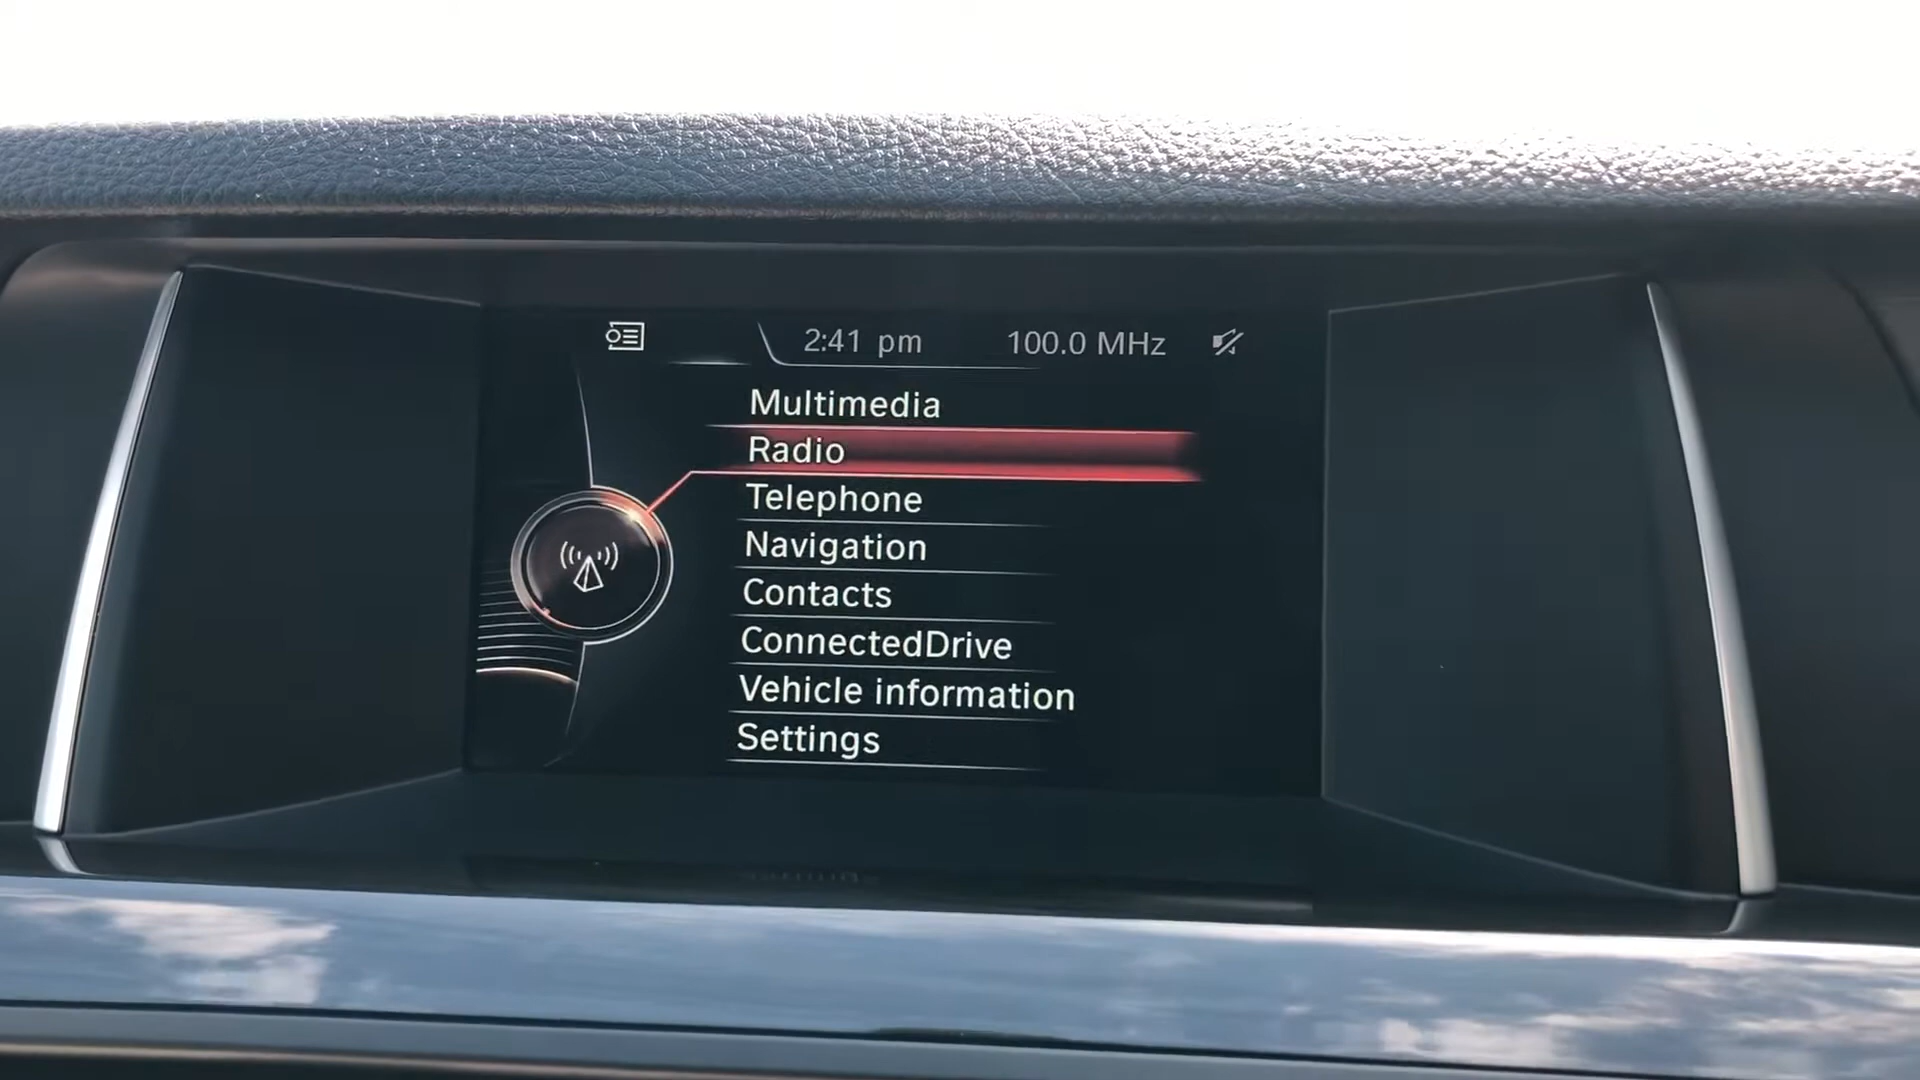 2:41 pm 100.0 MHz
Multimedia
Radio
Telephone
Navigation
Contacts
ConnectedDrive
Vehicle information
Settings